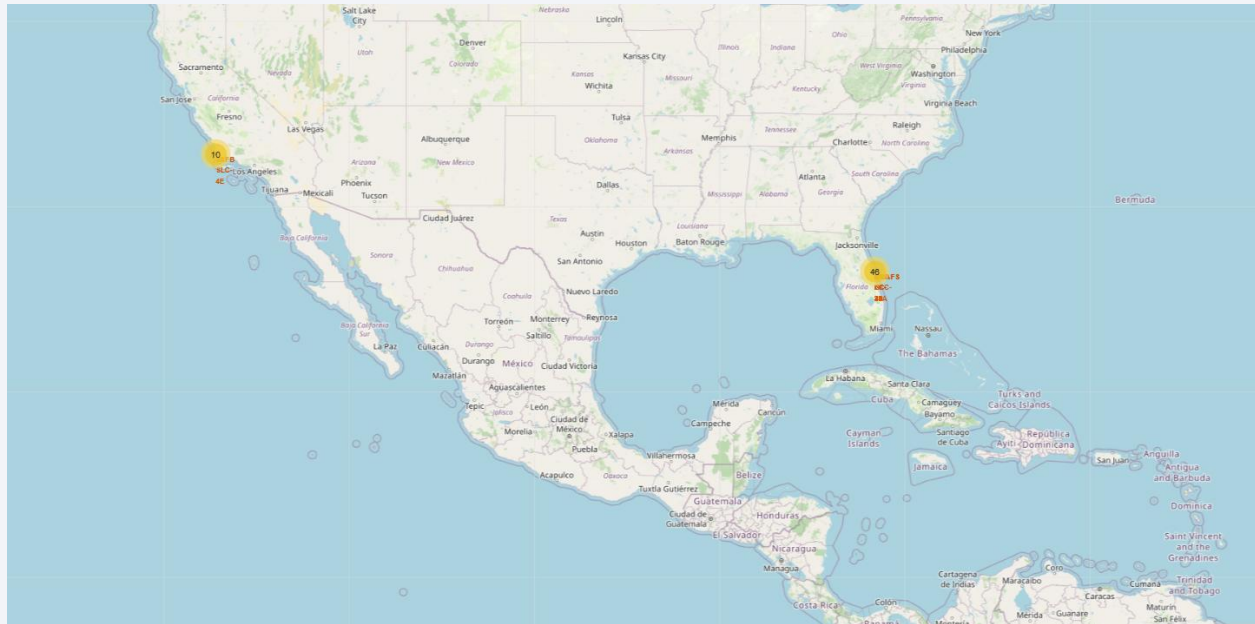 Salt Lake
City
Nebraska
Lincoln
Pennsylvania
New York
Philadelphia
Ohio
Illinois
Indiana
Denver
Utah
Colorado
Kansas City
West Virginia
Washington
Sacramento
Nevada
Kansas
Missouri
Virginia
Wichita
Kentucky
San Jose
California
Virginia Beach
Fresno
Tulsa
Las Vegas
Raleigh
Tennessee
Albuquerque
Oklahoma
Memphis
Charlotte
North Carolina
10
B
Arkansas
Arizona
New Mexico
SLC-
Los Angeles
South Carolina
4E
Atlanta
Phoenix
Dallas
Tijuana
Mexicali
Tucson
Mississippi
Alabama
Georgia
Bermuda
Ciudad Juárez
Texas
Louisiana
Austin
Baja California
Houston
Baton Rouge
Jacksonville
Sonora
San Antonio
Chihuahua
46
AFS
Florida
Nuevo Laredo
Coahuila
Reynosa
Torreón
Monterrey
Baja California
Sur
Saltillo
Tamaulipas
Miami
Nassau
La Paz
Culiacán
Durango
The Bahamas
Durango
México
Ciudad Victoria
Mazatlán
La Habana
Santa Clara
Aguascalientes
Turks and
Caicos Islands
Cuba
Camaguey
Tepic
Jalisco
León
Mérida
Cancún
Bayamo
Ciudad de
México
Campeche
Morelia
Xalapa
Cayman
Islands
Santiago
de Cuba
Ayiti
República
Dominicana
Puebla
Villahermosa
San Juan
Anguilla
Acapulco
Oaxaca
Belize
Jamaica
Antigua
and Barbuda
Tuxtla Gutiérrez
Guatemala
Ciudad de
Guatemala
Honduras
Dominica
El Salvador
Nicaragua
Saint Vincent
and the
Grenadines
Managua
Cartagena
de Indias
Maracaibo
Coro
Cumaná
Trinidad
and Tobago
Caracas
Costa Rica
Colón
Maturín
Mérida
Guanare
San Félix
Panamá
Montería